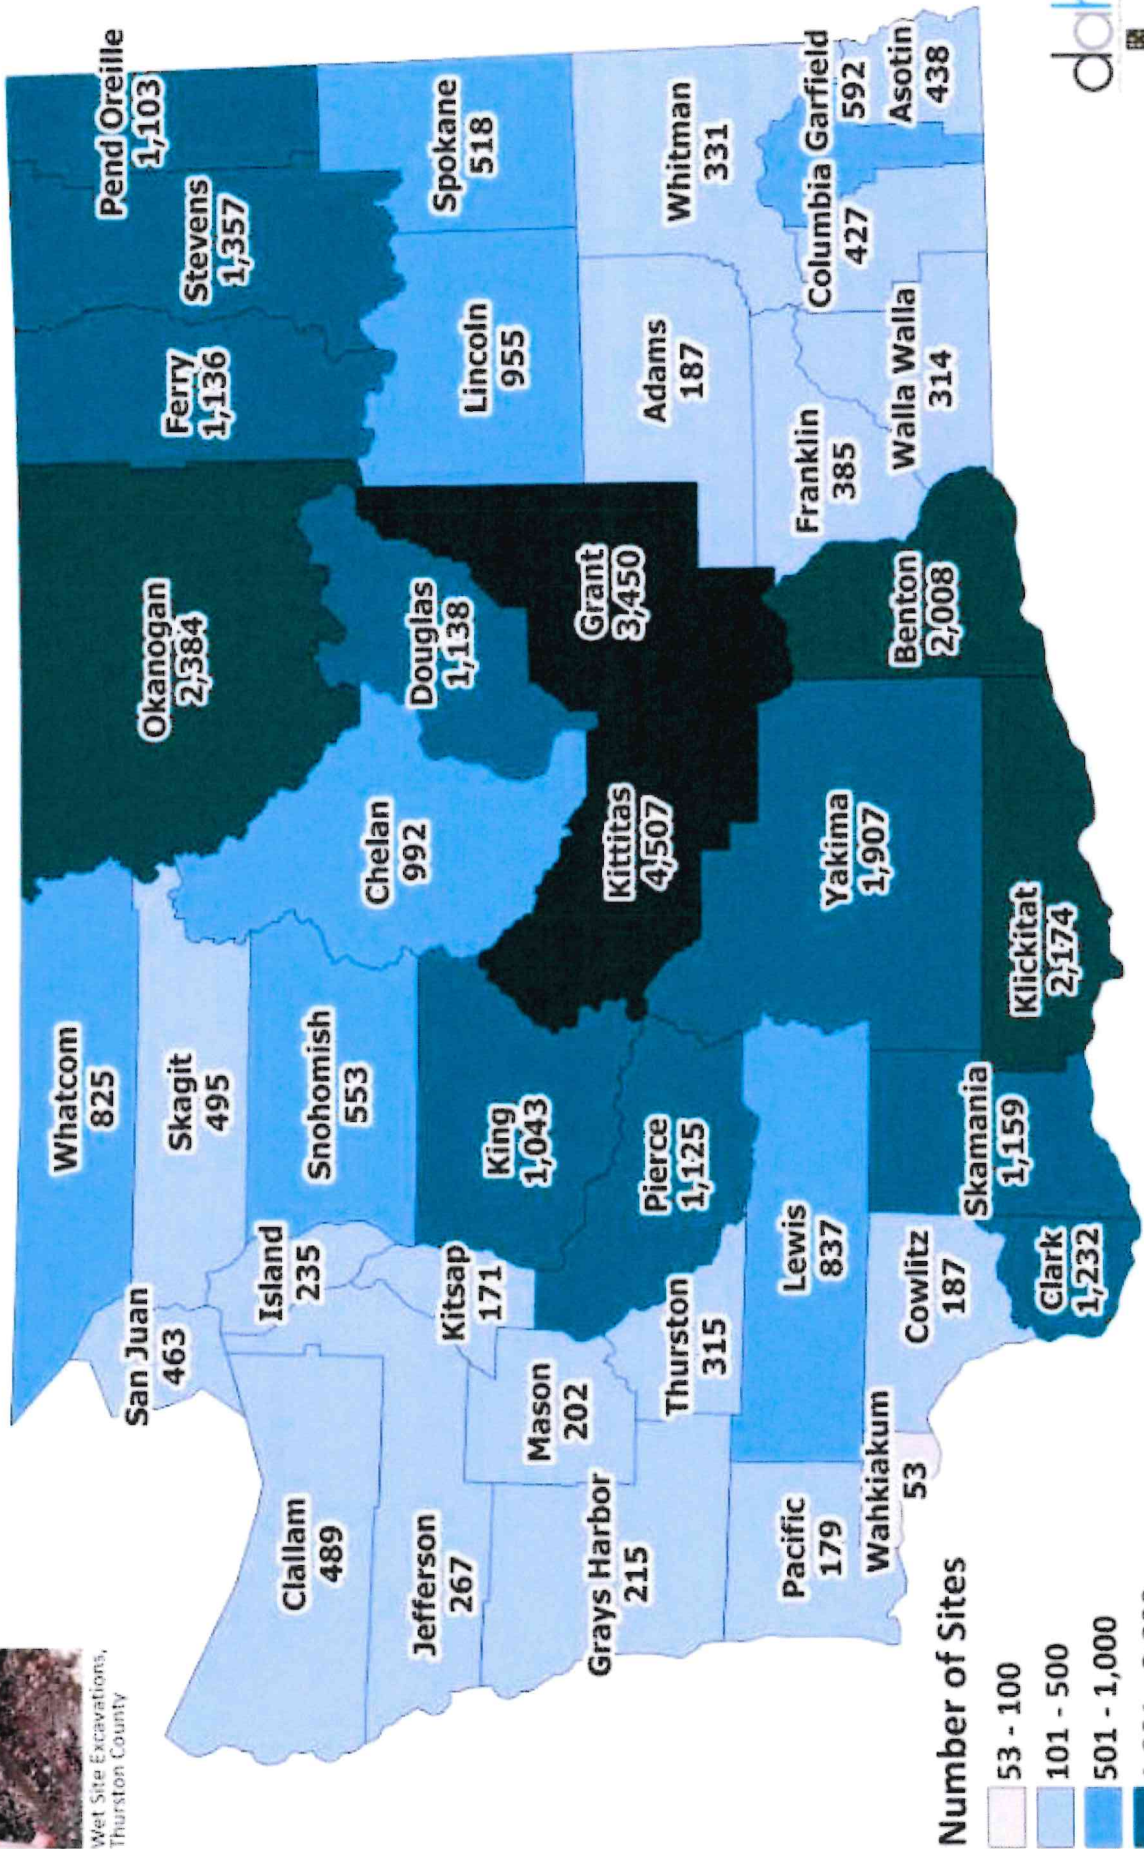 Wet Site Excavations,
Thurston County
Whatcom
825
San Juan
463
Skagit
495
Island
235
Snohomish
553
Clallam
489
Jefferson
267
Kitsap
171
King
1,043
Mason
202
Grays Harbor
215
Thurston
315
Pierce
1,125
Pacific
179
Lewis
837
Wahkiakum
53
Cowlitz
187
Clark
1,232
Skamania
1,159
Okanogan
2,384
Chelan
992
Douglas
1,138
Kittitas
4,507
Grant
3,450
Yakima
1,907
Klickitat
2,174
Benton
2,008
Ferry
1,136
Stevens
1,357
Pend Oreille
1,103
Lincoln
955
Spokane
518
Adams
187
Whitman
331
Franklin
385
Walla Walla
314
Columbia
427
Garfield
592
Asotin
438
Number of Sites
53 - 100
101 - 500
501 - 1,000